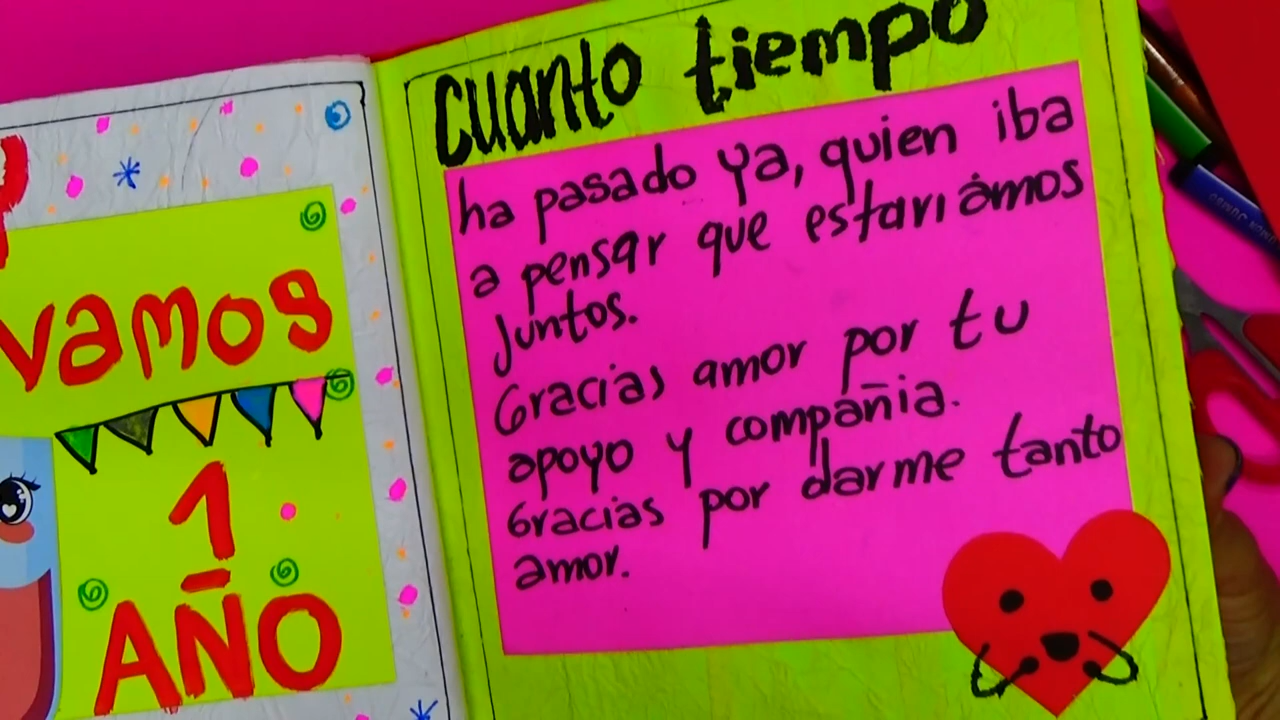 vamos
1
AÑO
cuanto tiempo
ha pasado ya, quien iba
a pensar que estariamos
juntos.
Gracias amor por tu
apoyo y compañia.
Gracias por darme tanto
amor.